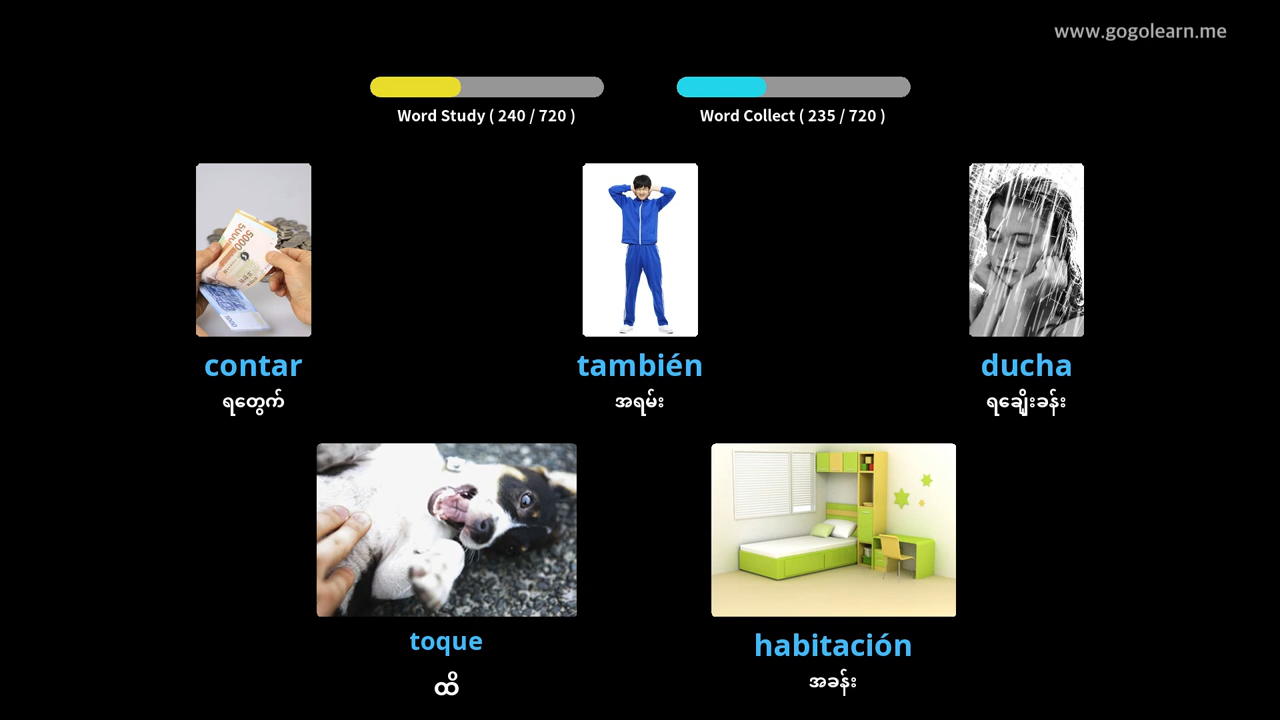 www.gogolearn.me
Word Study ( 240 / 720 )
Word Collect ( 235 / 720 )
contar
ရတွေက်
también
အရမ်း
ducha
ရချေိုးခန်း
toque
ထိ
habitación
အခန်း